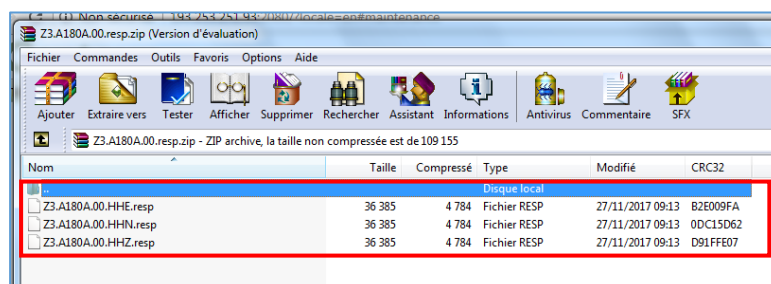 Non sécurisé | 193.253.251.93:2080/?locale=en#maintenance
Z3.A180A.00.resp.zip (Version d'évaluation)
Fichier Commandes Outils Favoris Options Aide
Ajouter Extraire vers Tester Afficher Supprimer Rechercher Assistant Informations Antivirus Commentaire SFX
Z3.A180A.00.resp.zip - ZIP archive, la taille non compressée est de 109 155
Nom Taille Compressé Type Modifié CRC32
.. Disque local
Z3.A180A.00.HHE.resp 36 385 4 784 Fichier RESP 27/11/2017 09:13 B2E009FA
Z3.A180A.00.HHN.resp 36 385 4 784 Fichier RESP 27/11/2017 09:13 0DC15D62
Z3.A180A.00.HHZ.resp 36 385 4 784 Fichier RESP 27/11/2017 09:13 D91FFE07